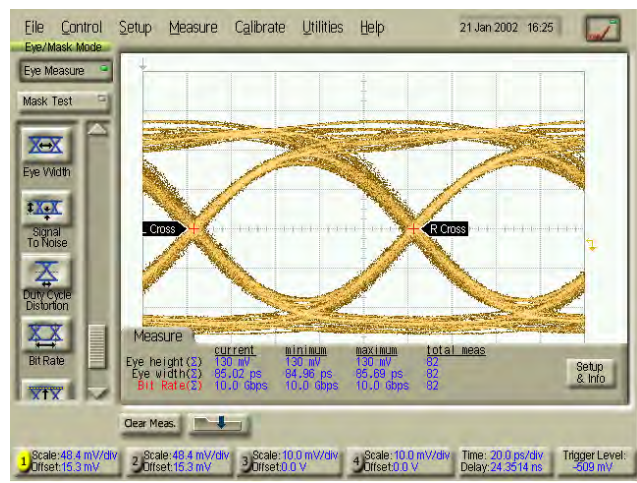 File Control Setup Measure Calibrate Utilities Help 21 Jan 2002 16:25
Eye/Mask Mode
Eye Measure
Mask Test
Eye Width
Signal
To Noise
Duty Cycle
Distortion
Bit Rate
L Cross
R Cross
Measure
current minimum maximum total meas
Eye height(Σ) 130 mV 130 mV 130 mV 82
Eye width(Σ) 85.02 ps 84.96 ps 85.69 ps 82
Bit Rate(Σ) 10.0 Gbps 10.0 Gbps 10.0 Gbps 82
Setup
& Info
Clear Meas.
1 Scale:48.4 mV/div
Offset:15.3 mV
2 Scale:48.4 mV/div
Offset:15.3 mV
3 Scale:10.0 mV/div
Offset:0.0 V
4 Scale:10.0 mV/div
Offset:0.0 V
Time: 20.0 ps/div
Delay:24.3514 ns
Trigger Level:
-509 mV